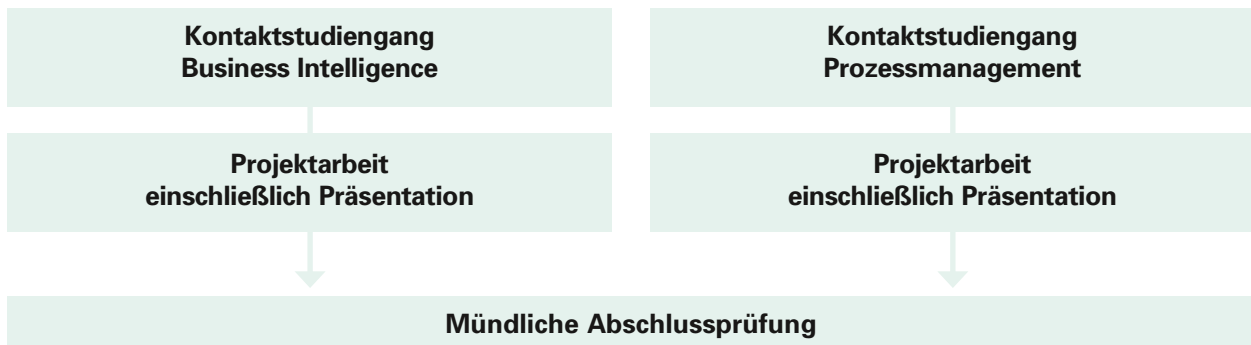 Kontaktstudiengang
Business Intelligence
Kontaktstudiengang
Prozessmanagement
Projektarbeit
einschließlich Präsentation
Projektarbeit
einschließlich Präsentation
Mündliche Abschlussprüfung